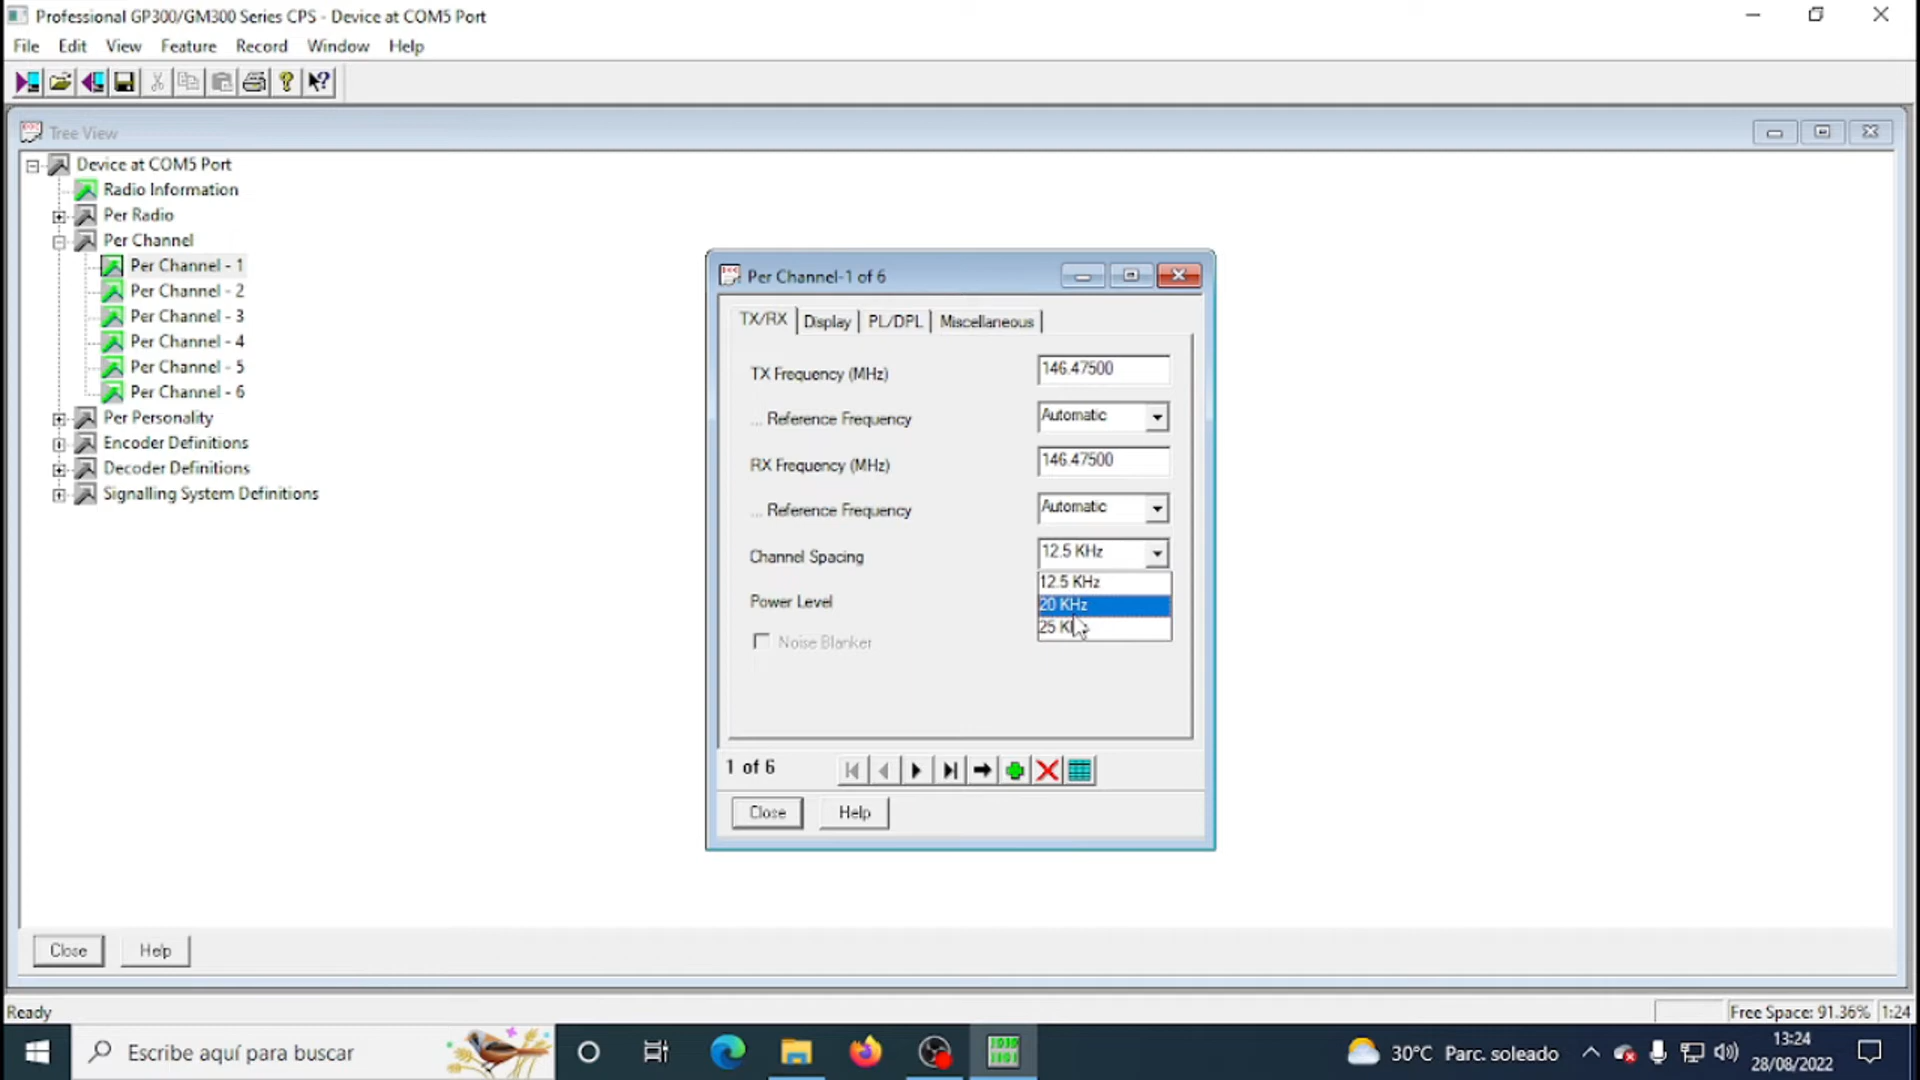 Professional GP300/GM300 Series CPS - Device at COM5 Port
File Edit View Feature Record Window Help
Tree View
Device at COM5 Port
Radio Information
Per Radio
Per Channel
Per Channel - 1
Per Channel - 2
Per Channel - 3
Per Channel - 4
Per Channel - 5
Per Channel - 6
Per Personality
Encoder Definitions
Decoder Definitions
Signalling System Definitions
Per Channel-1 of 6
TX/RX Display PL/DPL Miscellaneous
TX Frequency (MHz) 146.47500
... Reference Frequency Automatic
RX Frequency (MHz) 146.47500
... Reference Frequency Automatic
Channel Spacing 12.5 KHz
12.5 KHz
Power Level 20 KHz
25 KHz
Noise Blanker
1 of 6
Close Help
Close Help
Ready Free Space: 91.36% 1:24
Escribe aquí para buscar
30°C Parc. soleado
13:24
28/08/2022